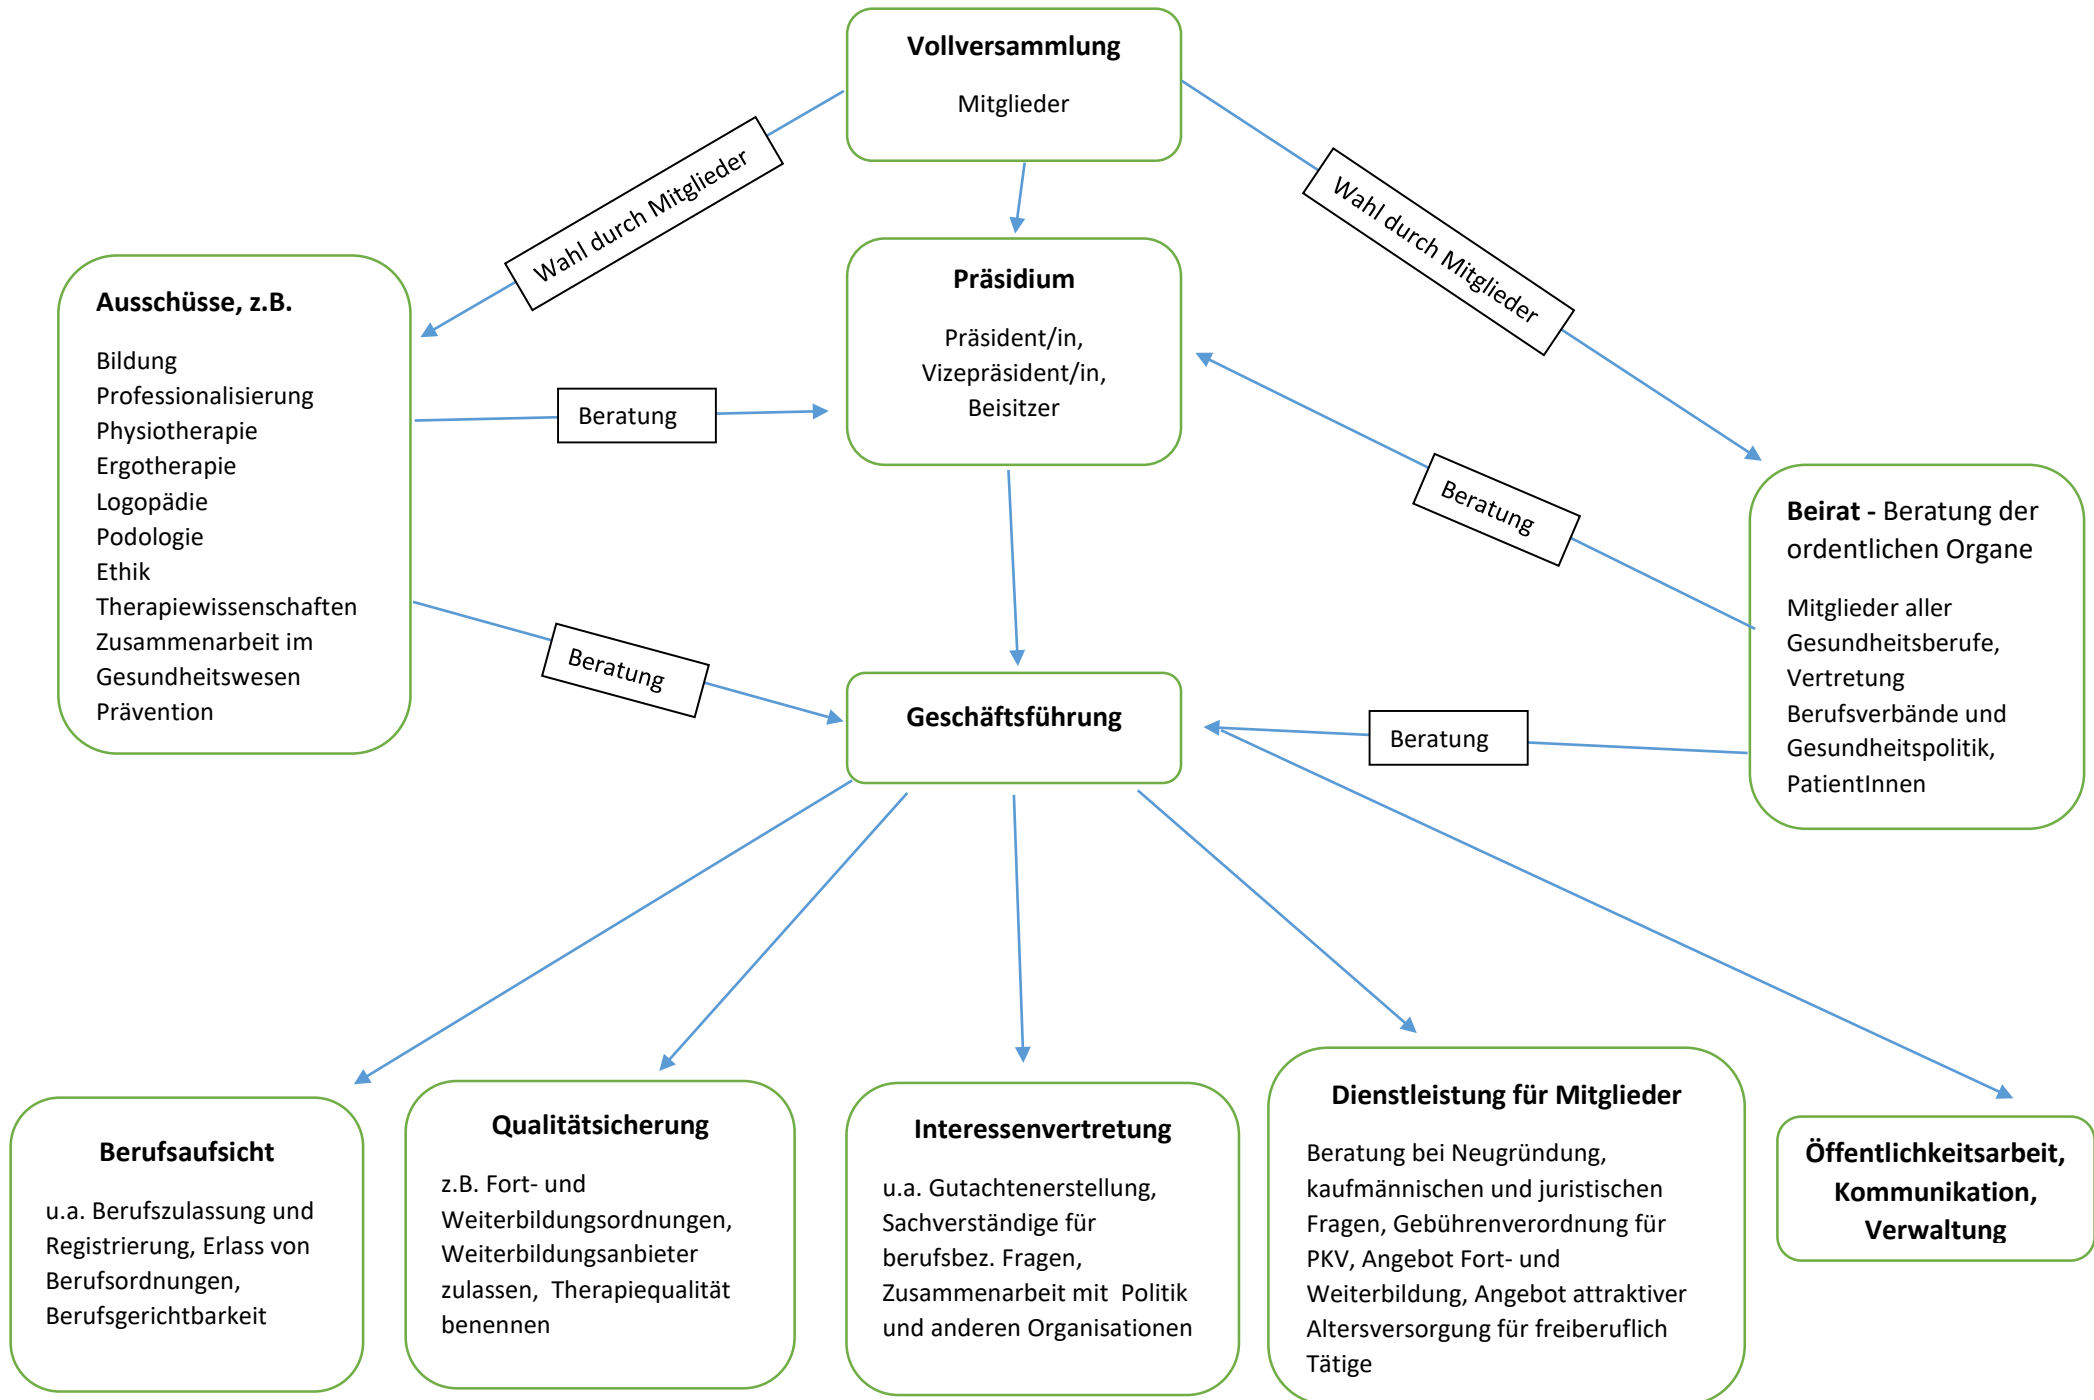 Vollversammlung
Mitglieder
Wahl durch Mitglieder
Wahl durch Mitglieder
Ausschüsse, z.B.
Bildung
Professionalisierung
Physiotherapie
Ergotherapie
Logopädie
Podologie
Ethik
Therapiewissenschaften
Zusammenarbeit im
Gesundheitswesen
Prävention
Präsidium
Präsident/in,
Vizepräsident/in,
Beisitzer
Beratung
Beratung
Beratung
Beratung
Beirat - Beratung der
ordentlichen Organe
Mitglieder aller
Gesundheitsberufe,
Vertretung
Berufsverbände und
Gesundheitspolitik,
PatientInnen
Geschäftsführung
Berufsaufsicht
u.a. Berufszulassung und
Registrierung, Erlass von
Berufsordnungen,
Berufsgerichtbarkeit
Qualitätsicherung
z.B. Fort- und
Weiterbildungsordnungen,
Weiterbildungsanbieter
zulassen,  Therapiequalität
benennen
Interessenvertretung
u.a. Gutachtenerstellung,
Sachverständige für
berufsbez. Fragen,
Zusammenarbeit mit  Politik
und anderen Organisationen
Dienstleistung für Mitglieder
Beratung bei Neugründung,
kaufmännischen und juristischen
Fragen, Gebührenverordnung für
PKV, Angebot Fort- und
Weiterbildung, Angebot attraktiver
Altersversorgung für freiberuflich
Tätige
Öffentlichkeitsarbeit,
Kommunikation,
Verwaltung